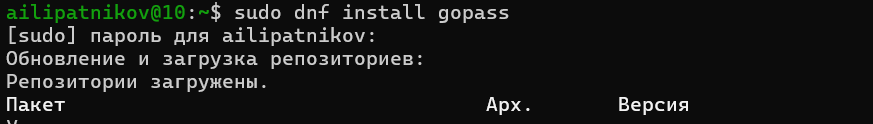 ailipatnikov@10:~$ sudo dnf install gopass
[sudo] пароль для ailipatnikov:
Обновление и загрузка репозиториев:
Репозитории загружены.
Пакет Арх. Версия